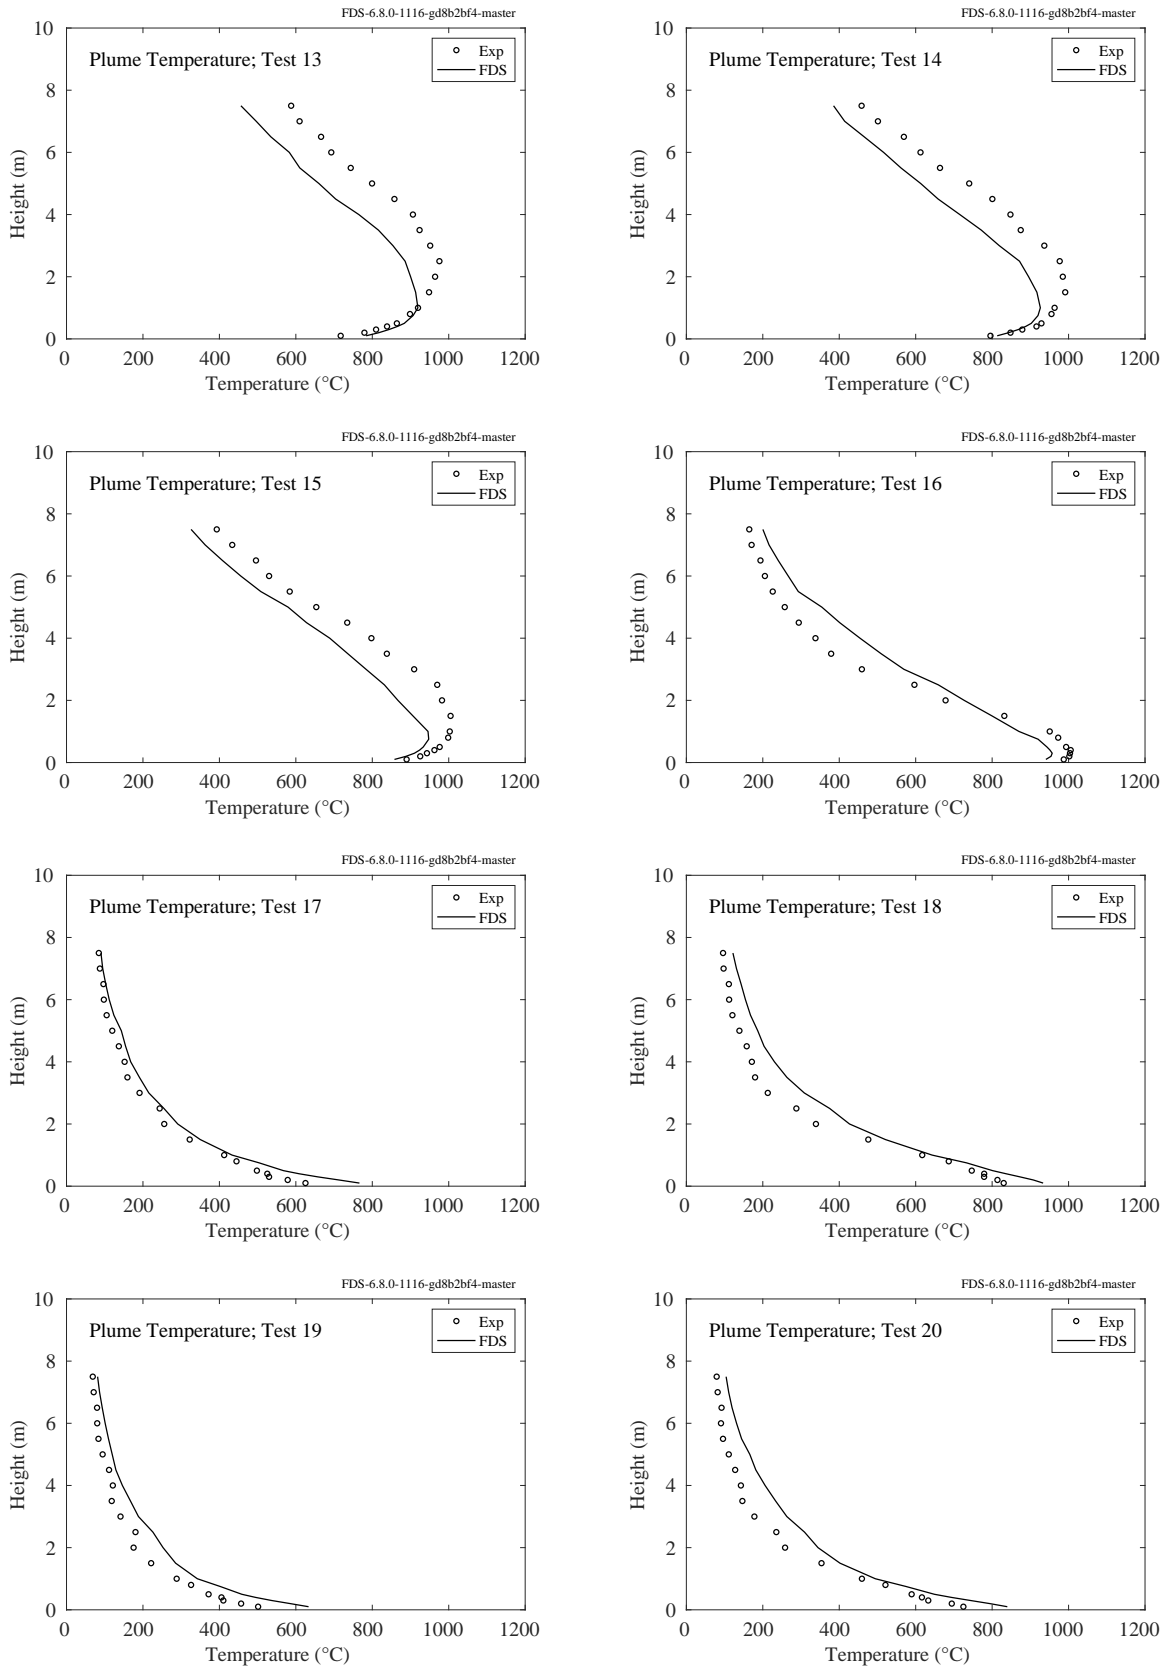 FDS-6.8.0-1116-gd8b2bf4-master
Plume Temperature; Test 13
Exp
FDS
10
8
6
4
2
0
Height (m)
0 200 400 600 800 1000 1200
Temperature (°C)
FDS-6.8.0-1116-gd8b2bf4-master
Plume Temperature; Test 14
Exp
FDS
10
8
6
4
2
0
Height (m)
0 200 400 600 800 1000 1200
Temperature (°C)
FDS-6.8.0-1116-gd8b2bf4-master
Plume Temperature; Test 15
Exp
FDS
10
8
6
4
2
0
Height (m)
0 200 400 600 800 1000 1200
Temperature (°C)
FDS-6.8.0-1116-gd8b2bf4-master
Plume Temperature; Test 16
Exp
FDS
10
8
6
4
2
0
Height (m)
0 200 400 600 800 1000 1200
Temperature (°C)
FDS-6.8.0-1116-gd8b2bf4-master
Plume Temperature; Test 17
Exp
FDS
10
8
6
4
2
0
Height (m)
0 200 400 600 800 1000 1200
Temperature (°C)
FDS-6.8.0-1116-gd8b2bf4-master
Plume Temperature; Test 18
Exp
FDS
10
8
6
4
2
0
Height (m)
0 200 400 600 800 1000 1200
Temperature (°C)
FDS-6.8.0-1116-gd8b2bf4-master
Plume Temperature; Test 19
Exp
FDS
10
8
6
4
2
0
Height (m)
0 200 400 600 800 1000 1200
Temperature (°C)
FDS-6.8.0-1116-gd8b2bf4-master
Plume Temperature; Test 20
Exp
FDS
10
8
6
4
2
0
Height (m)
0 200 400 600 800 1000 1200
Temperature (°C)